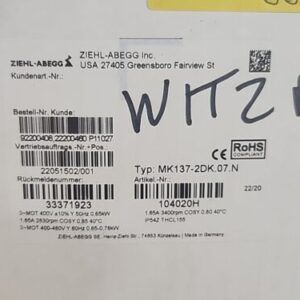 ZIEHL-ABEGG
ZIEHL-ABEGG Inc.
USA 27405 Greensboro Fairview St
Kundenart.-Nr.:
WITZ
Bestell-Nr. Kunde:
92200406,22200460 P11027
Vertriebsauftrags.-Nr.+Pos.:
22051502/001
CE
RoHS
COMPLIANT
Typ: MK137-2DK.07.N
Rückmeldenummer:
Artikel-Nr.:
22/20
33371923
104020H
3~MOT 400V ±10% Y 50Hz 0.65kW
1.65A 2830rpm COSY 0.85 40°C
3~MOT 400-460V Y 60Hz 0.65-0.78kW
1.65A 3400rpm COSY 0.80 40°C
IP54Z THCL155
ZIEHL-ABEGG SE, Heinz-Ziehl-Str., 74653 Künzelsau | Made in Germany